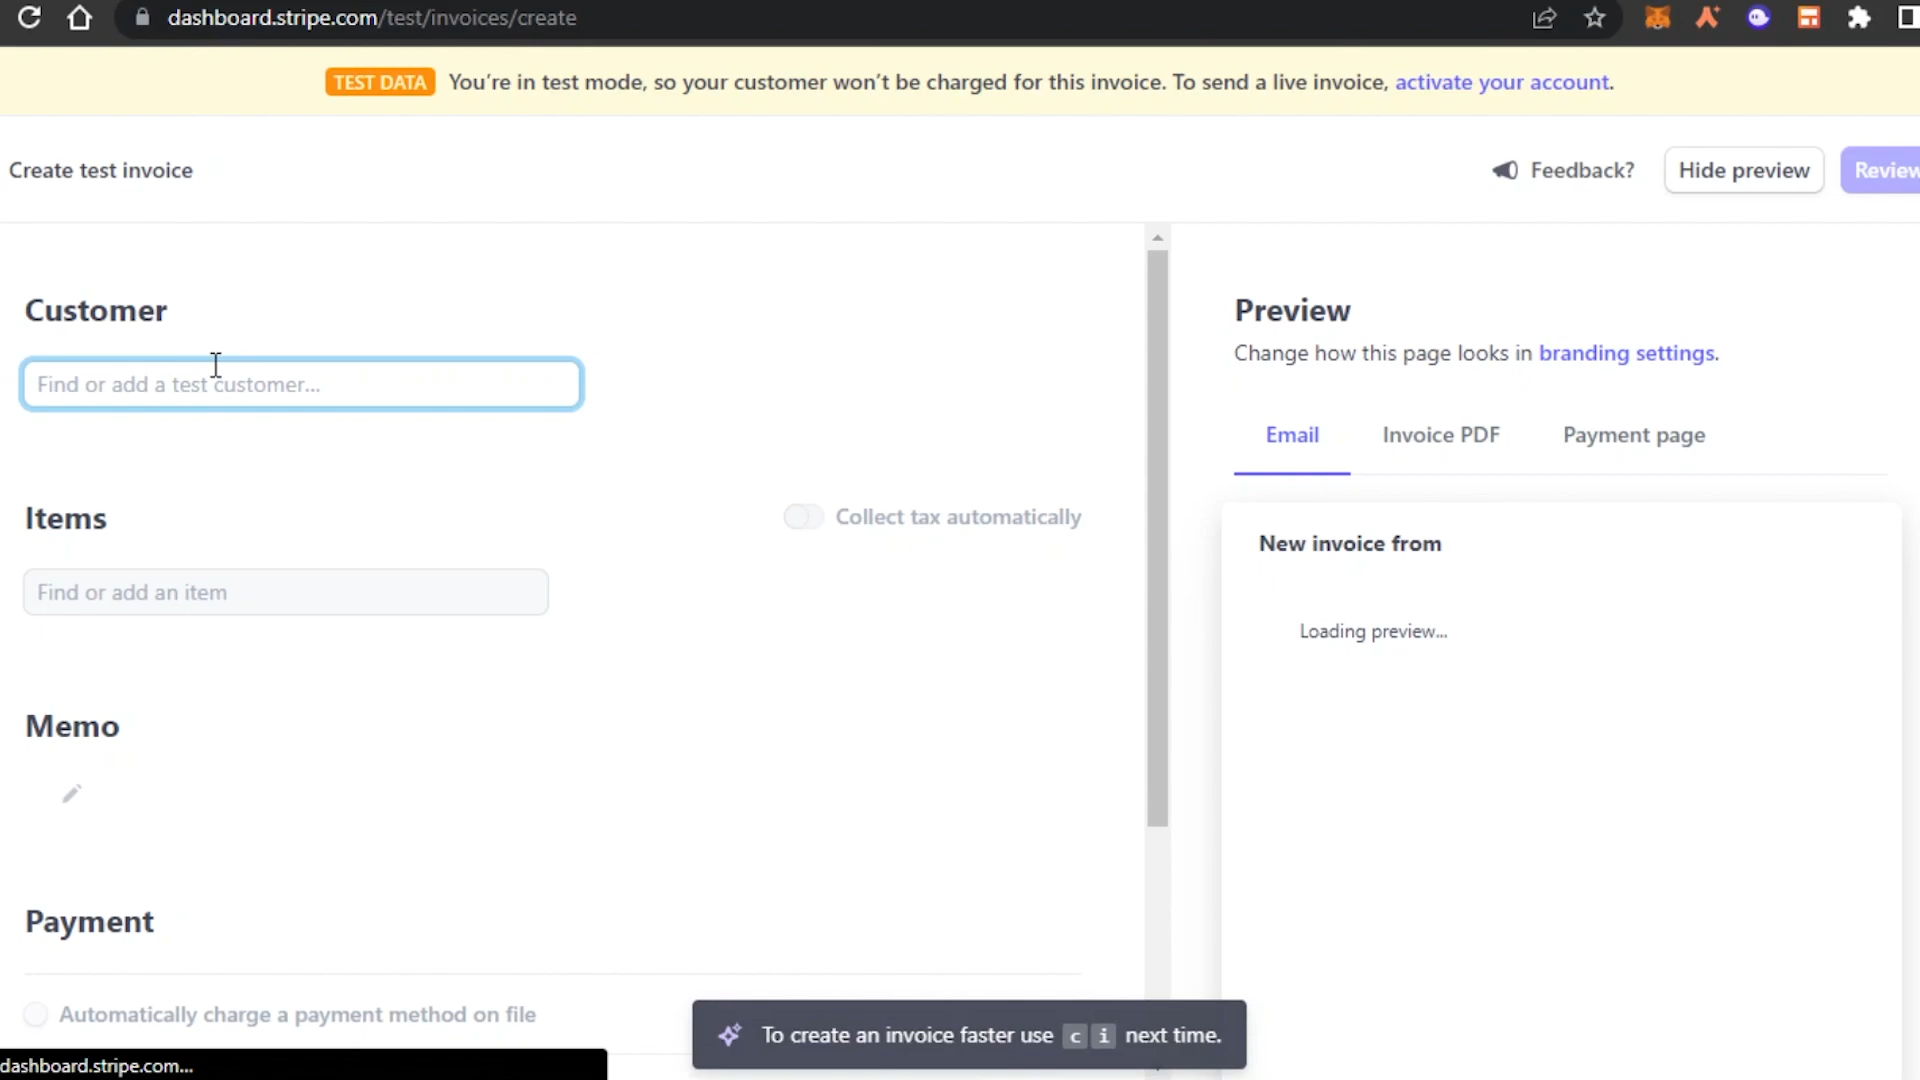 dashboard.stripe.com/test/invoices/create
TEST DATA You're in test mode, so your customer won't be charged for this invoice. To send a live invoice, activate your account.
Create test invoice
Feedback?
Hide preview
Review
Customer
Find or add a test customer...
Items
Collect tax automatically
Find or add an item
Memo
Payment
Automatically charge a payment method on file
Preview
Change how this page looks in branding settings.
Email Invoice PDF Payment page
New invoice from
Loading preview...
To create an invoice faster use c i next time.
dashboard.stripe.com...